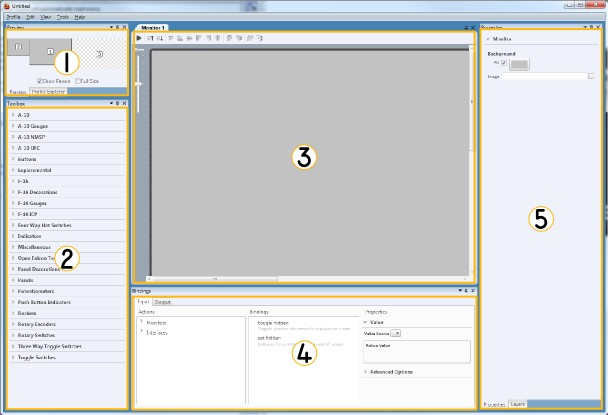 Untitled
Profile Edit View Tools Help
Preview
2
1
3
1
Show Panels Full Size
Preview Profile Explorer
Toolbox
A-10
A-10 Gauges
A-10 NMSP
A-10 UFC
Buttons
Experimental
F-16
F-16 Decorations
F-16 Gauges
F-16 ICP
Four Way Hat Switches
Indicators
Miscellaneous
Open Falcon
2
Panel Decorations
Panels
Potentiometers
Push Button Indicators
Rockers
Rotary Encoders
Rotary Switches
Three Way Toggle Switches
Toggle Switches
Monitor 1
3
Bindings
Input Output
Actions
Monitors
Interfaces
Bindings
toggle hidden
set hidden
4
Properties
Value
Value Source
Action Value
Advanced Options
Properties
Monitor
Background
Fill
Image
5
Properties Layers